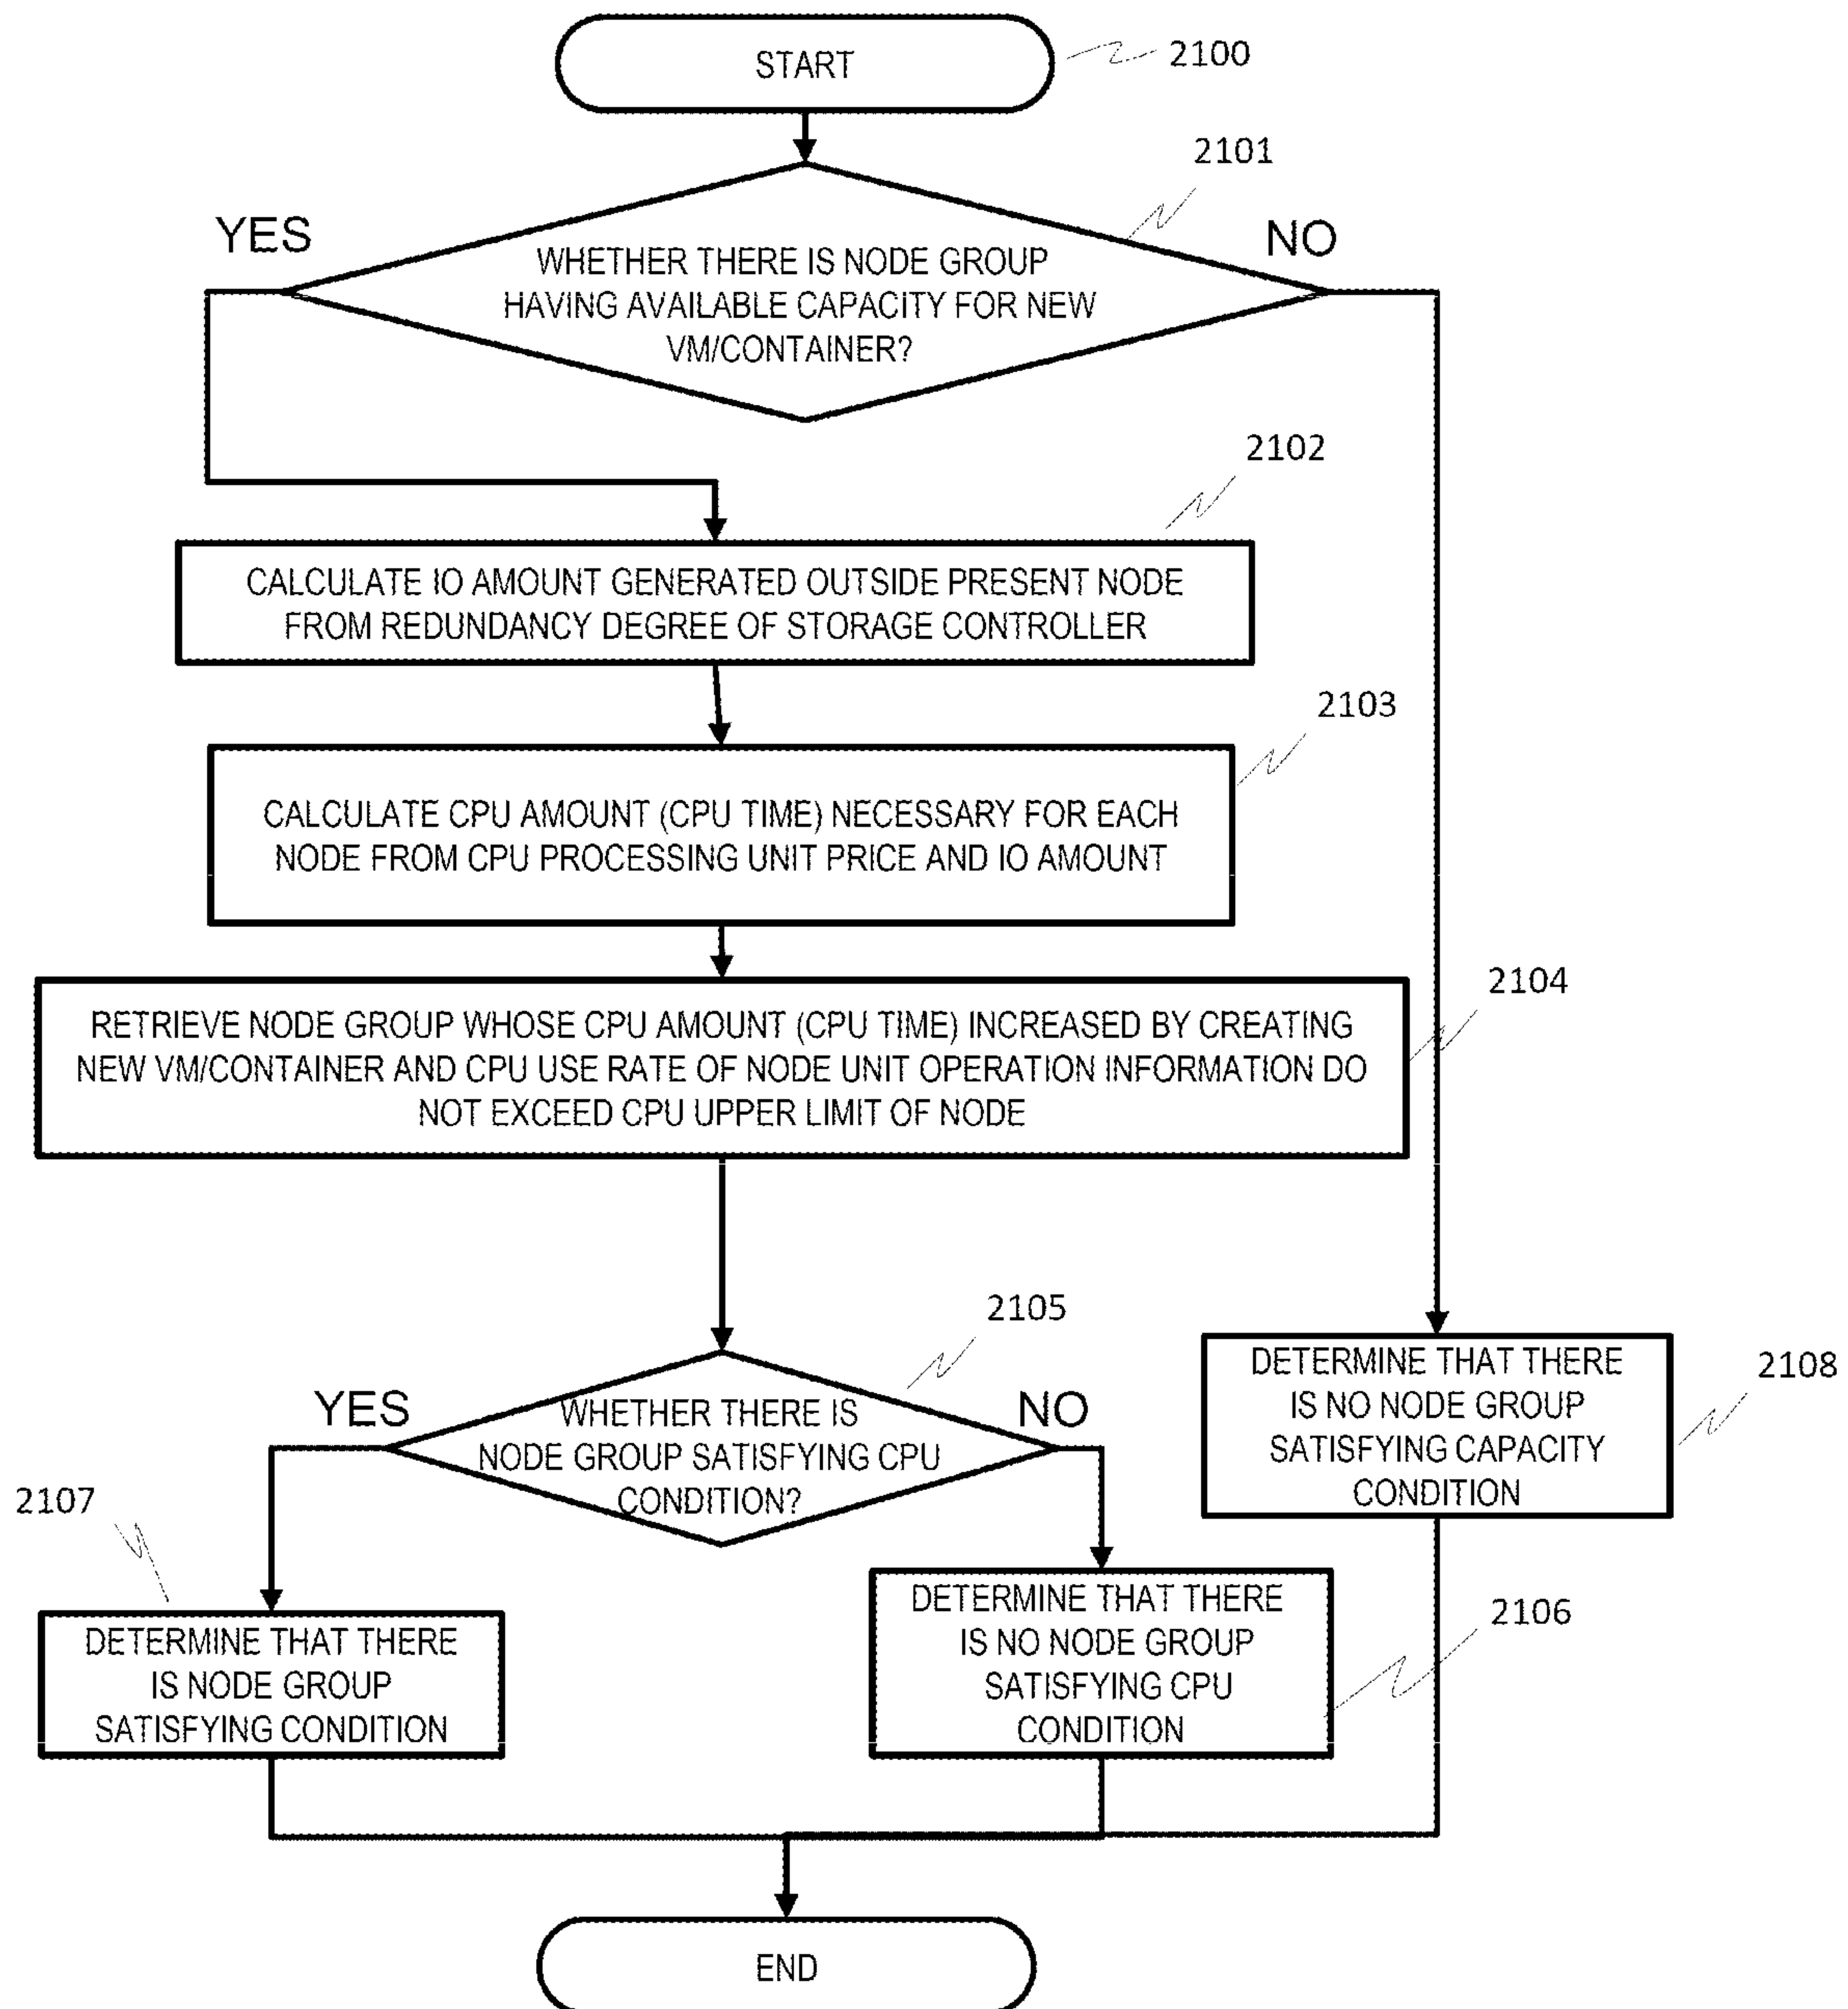 START
2100
2101
YES
NO
WHETHER THERE IS NODE GROUP
HAVING AVAILABLE CAPACITY FOR NEW
VM/CONTAINER?
2102
CALCULATE IO AMOUNT GENERATED OUTSIDE PRESENT NODE
FROM REDUNDANCY DEGREE OF STORAGE CONTROLLER
2103
CALCULATE CPU AMOUNT (CPU TIME) NECESSARY FOR EACH
NODE FROM CPU PROCESSING UNIT PRICE AND IO AMOUNT
2104
RETRIEVE NODE GROUP WHOSE CPU AMOUNT (CPU TIME) INCREASED BY CREATING
NEW VM/CONTAINER AND CPU USE RATE OF NODE UNIT OPERATION INFORMATION DO
NOT EXCEED CPU UPPER LIMIT OF NODE
2105
YES
NO
WHETHER THERE IS
NODE GROUP SATISFYING CPU
CONDITION?
DETERMINE THAT THERE
IS NO NODE GROUP
SATISFYING CAPACITY
CONDITION
2108
2107
DETERMINE THAT THERE
IS NODE GROUP
SATISFYING CONDITION
DETERMINE THAT THERE
IS NO NODE GROUP
SATISFYING CPU
CONDITION
2106
END